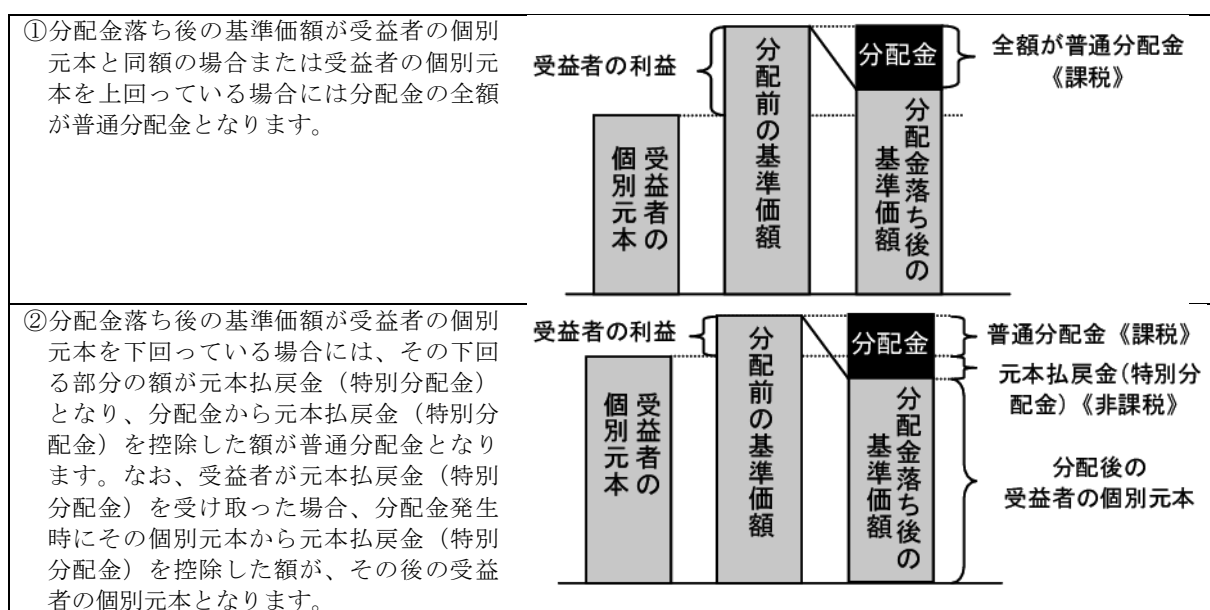 ①分配金落ち後の基準価額が受益者の個別
元本と同額の場合または受益者の個別元
本を上回っている場合には分配金の全額
が普通分配金となります。
受益者の利益
受益者の
個別元本
分配前の基準価額
分配金
分配金落ち後の
基準価額
全額が普通分配金
《課税》
②分配金落ち後の基準価額が受益者の個別
元本を下回っている場合には、その下回
る部分の額が元本払戻金（特別分配金）
となり、分配金から元本払戻金（特別分
配金）を控除した額が普通分配金となり
ます。なお、受益者が元本払戻金（特別
分配金）を受け取った場合、分配金発生
時にその個別元本から元本払戻金（特別
分配金）を控除した額が、その後の受益
者の個別元本となります。
受益者の利益
受益者の
個別元本
分配前の基準価額
分配金
分配金落ち後の
基準価額
普通分配金《課税》
元本払戻金(特別分
配金)《非課税》
分配後の
受益者の個別元本